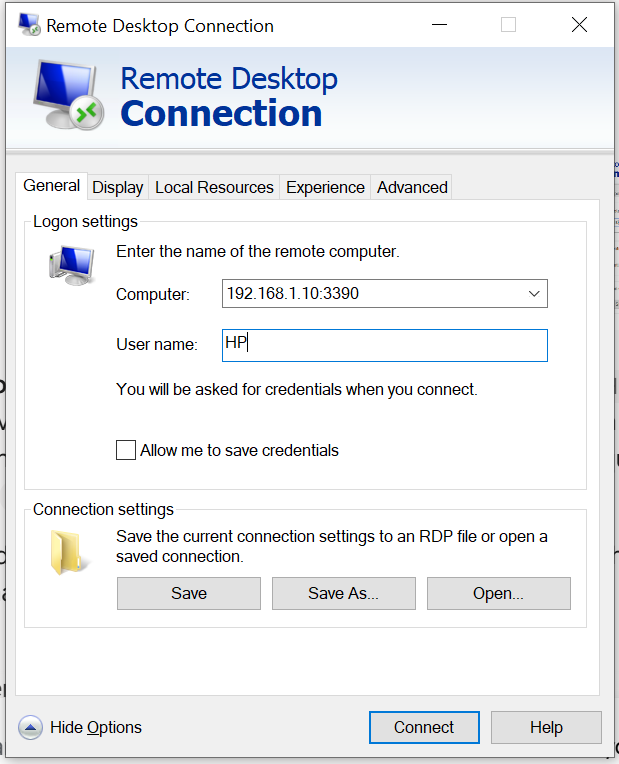 Remote Desktop Connection
Remote Desktop
Connection
General Display Local Resources Experience Advanced
Logon settings
Enter the name of the remote computer.
Computer: 192.168.1.10:3390
User name: HP
You will be asked for credentials when you connect.
Allow me to save credentials
Connection settings
Save the current connection settings to an RDP file or open a
saved connection.
Save Save As... Open...
Hide Options Connect Help